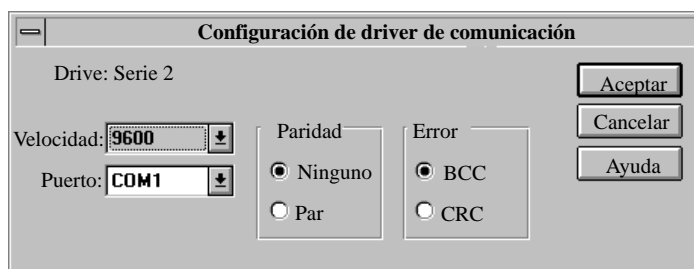 Configuración de driver de comunicación
Drive: Serie 2
Velocidad: 9600
Puerto: COM1
Paridad
Ninguno
Par
Error
BCC
CRC
Aceptar
Cancelar
Ayuda